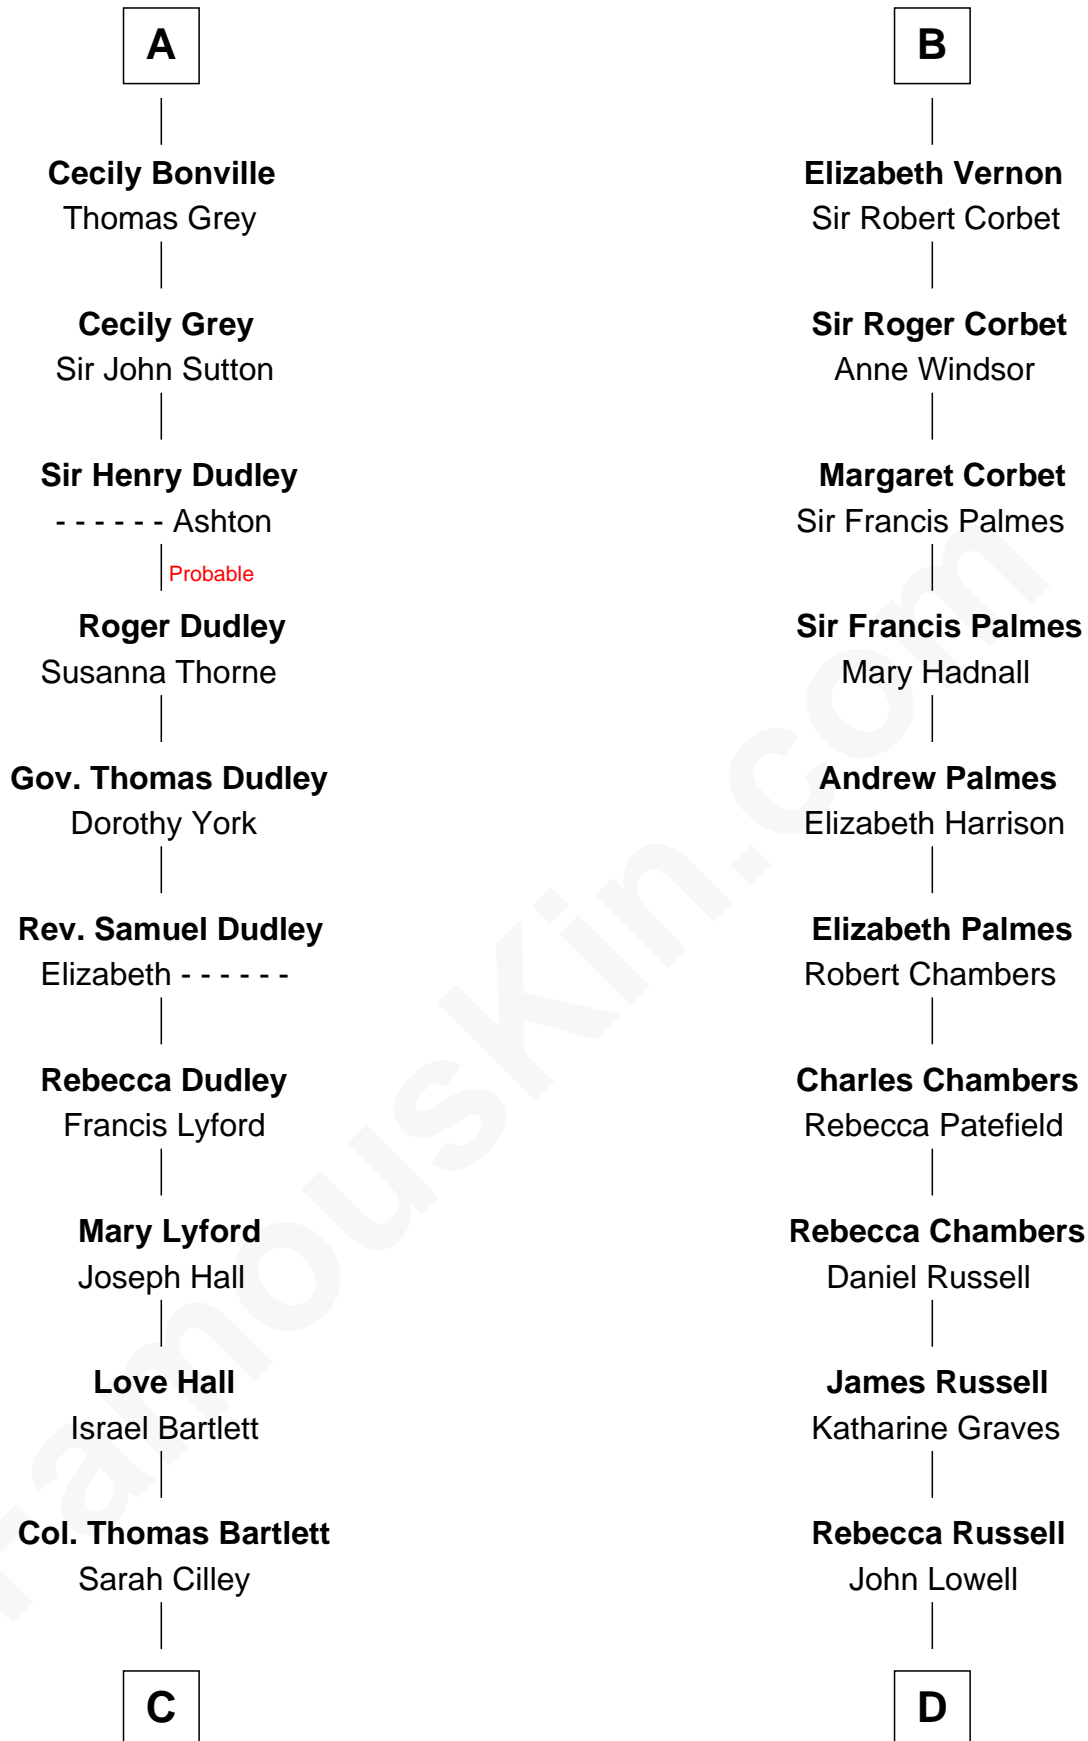 A
Cecily Bonville
Thomas Grey
Cecily Grey
Sir John Sutton
Sir Henry Dudley
- - - - - - Ashton
Probable
Roger Dudley
Susanna Thorne
Gov. Thomas Dudley
Dorothy York
Rev. Samuel Dudley
Elizabeth - - - - - -
Rebecca Dudley
Francis Lyford
Mary Lyford
Joseph Hall
Love Hall
Israel Bartlett
Col. Thomas Bartlett
Sarah Cilley
C
B
Elizabeth Vernon
Sir Robert Corbet
Sir Roger Corbet
Anne Windsor
Margaret Corbet
Sir Francis Palmes
Sir Francis Palmes
Mary Hadnall
Andrew Palmes
Elizabeth Harrison
Elizabeth Palmes
Robert Chambers
Charles Chambers
Rebecca Patefield
Rebecca Chambers
Daniel Russell
James Russell
Katharine Graves
Rebecca Russell
John Lowell
D
FamousKin.com